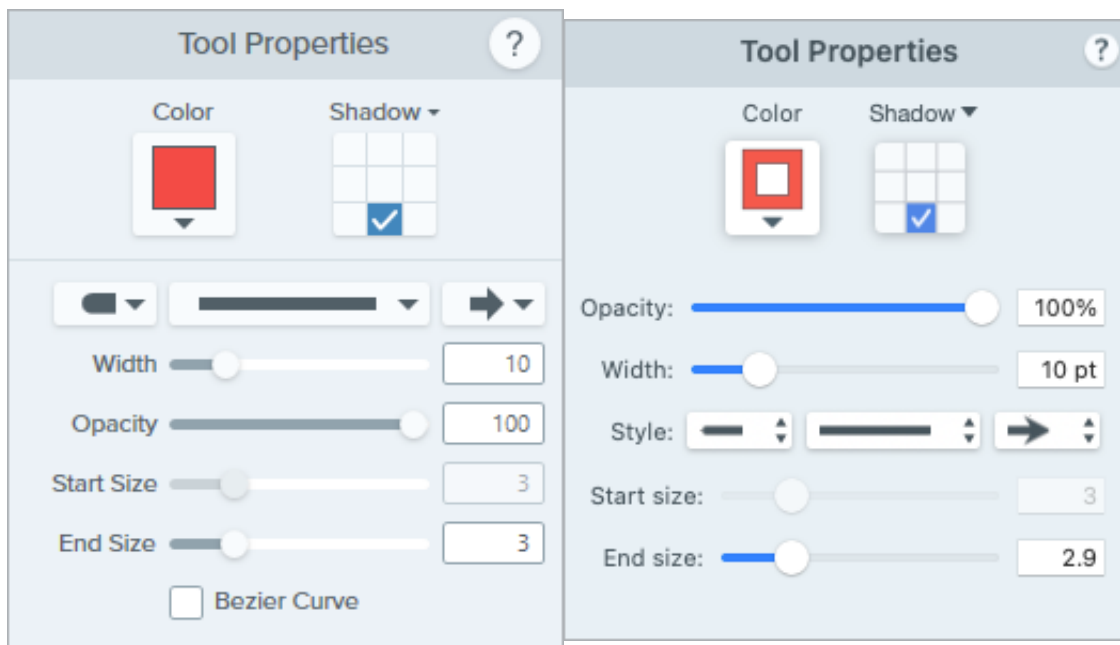 Tool Properties ?
Color Shadow
Width 10
Opacity 100
Start Size 3
End Size 3
Bezier Curve
Tool Properties ?
Color Shadow
Opacity: 100%
Width: 10 pt
Style:
Start size: 3
End size: 2.9